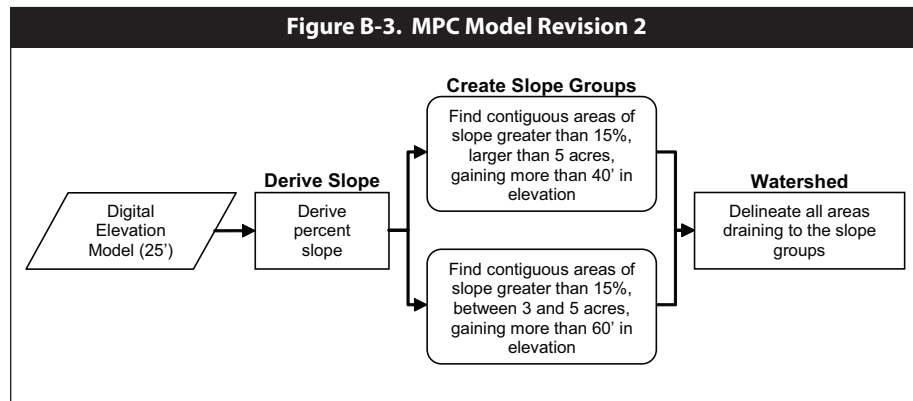 Figure B-3. MPC Model Revision 2
Digital
Elevation
Model (25')
Derive Slope
Derive
percent
slope
Create Slope Groups
Find contiguous areas of
slope greater than 15%,
larger than 5 acres,
gaining more than 40' in
elevation
Find contiguous areas of
slope greater than 15%,
between 3 and 5 acres,
gaining more than 60' in
elevation
Watershed
Delineate all areas
draining to the slope
groups